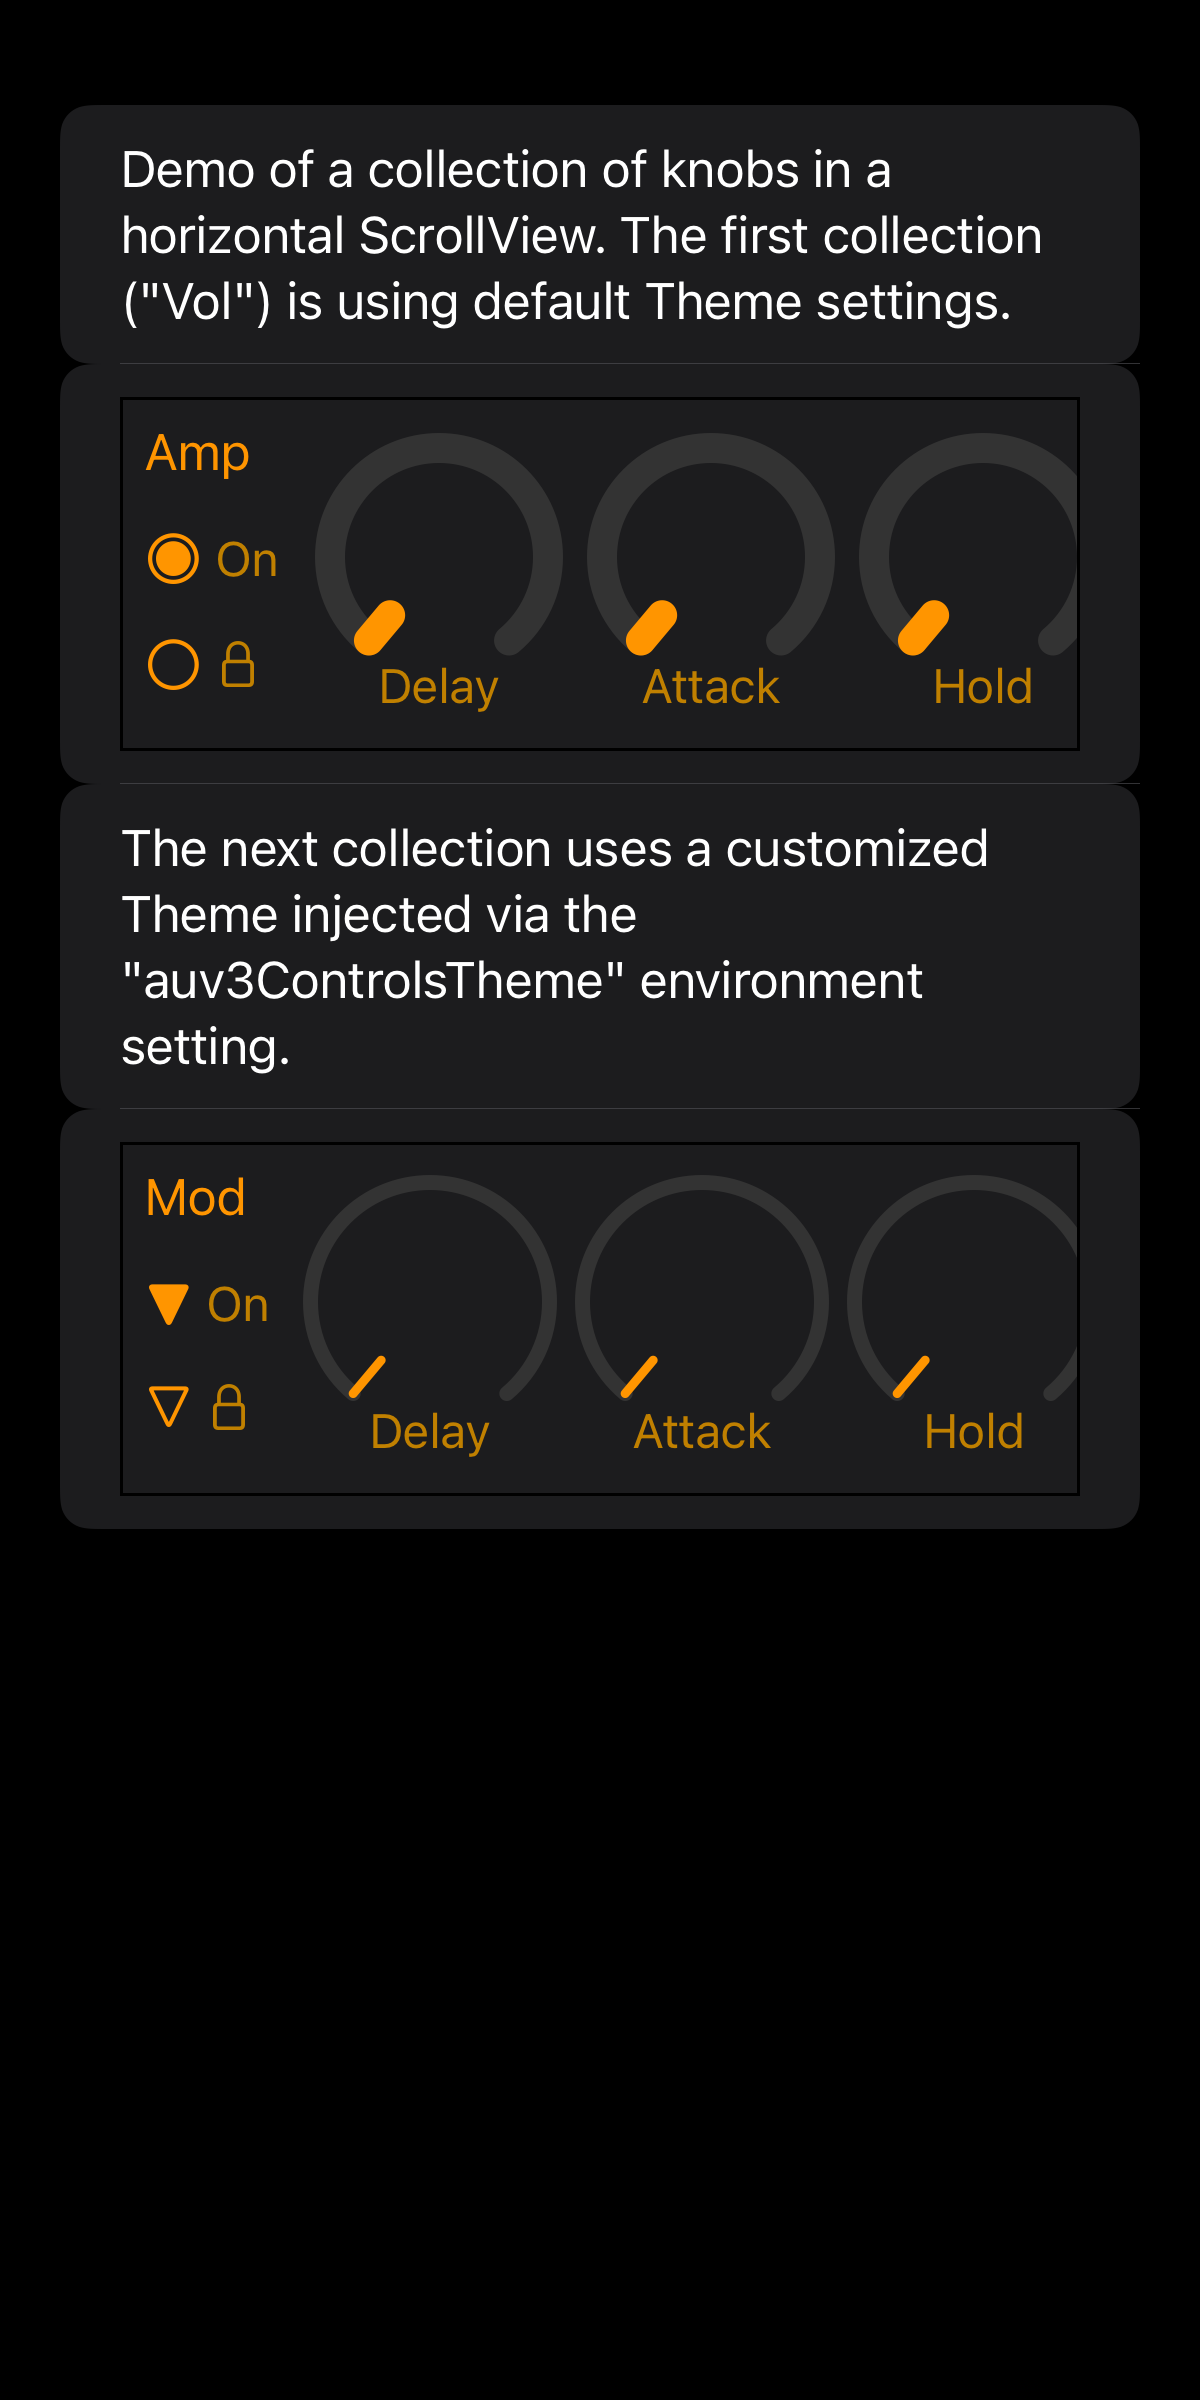 Demo of a collection of knobs in a
horizontal ScrollView. The first collection
("Vol") is using default Theme settings.
Amp
On
Delay Attack Hold
The next collection uses a customized
Theme injected via the
"auv3ControlsTheme" environment
setting.
Mod
On
Delay Attack Hold